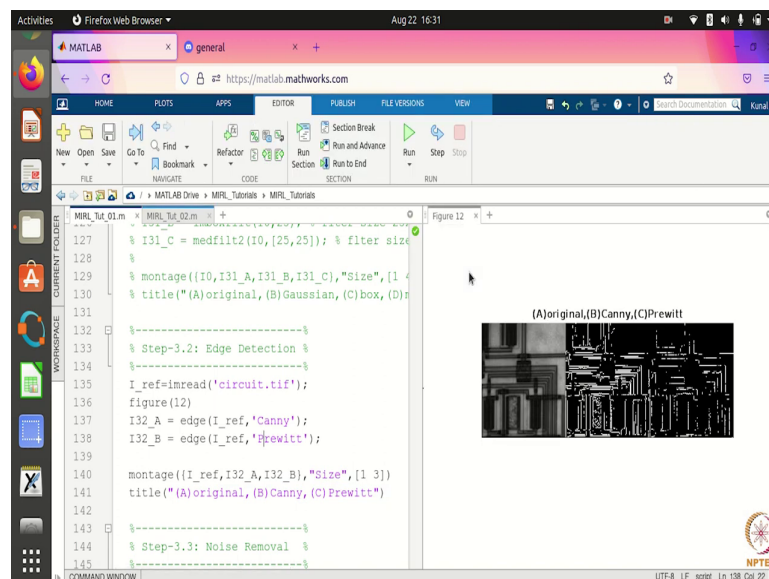 Activities Firefox Web Browser Aug 22 16:31
MATLAB × general × +
https://matlab.mathworks.com
HOME PLOTS APPS EDITOR PUBLISH FILE VERSIONS VIEW Search Documentation Kunal
New Open Save Go To Find Bookmark Refactor Run Section Section Break Run and Advance Run to End Run Step Stop
FILE NAVIGATE CODE SECTION RUN
/ › MATLAB Drive › MIRL_Tutorials › MIRL_Tutorials
CURRENT FOLDER
WORKSPACE
MIRL_Tut_01.m × MIRL_Tut_02.m × +
127 % I31_C = medfilt2(I0,[25,25]); % flter size
128 %
129 % montage({I0,I31_A,I31_B,I31_C},"Size",[1 4
130 % title("(A)original,(B)Gaussian,(C)box,(D)m
131
132 %--------------------------%
133 % Step-3.2: Edge Detection %
134 %--------------------------%
135 I_ref=imread('circuit.tif');
136 figure(12)
137 I32_A = edge(I_ref,'Canny');
138 I32_B = edge(I_ref,'Prewitt');
139
140 montage({I_ref,I32_A,I32_B},"Size",[1 3])
141 title("(A)original,(B)Canny,(C)Prewitt")
142
143 %--------------------------%
144 % Step-3.3: Noise Removal %
145 %--------------------------%
Figure 12 × +
(A)original,(B)Canny,(C)Prewitt
NPTE
COMMAND WINDOW
UTF-8 LF script Ln 138 Col 22